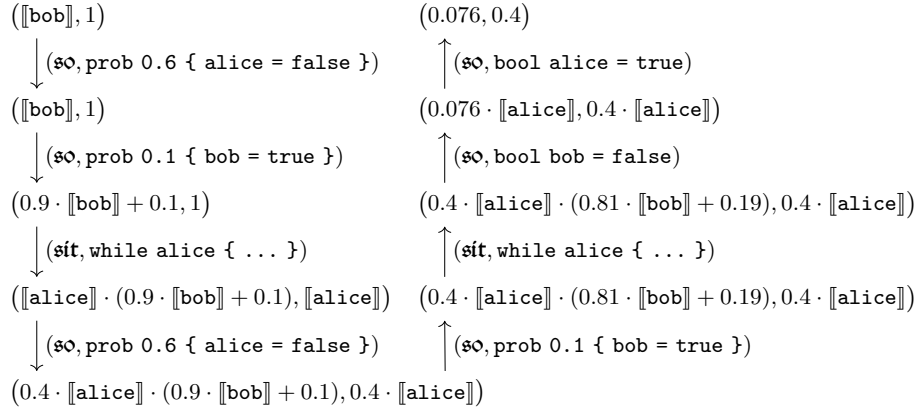 (⟦bob⟧, 1)
(𝔰𝔬, prob 0.6 { alice = false })
(⟦bob⟧, 1)
(𝔰𝔬, prob 0.1 { bob = true })
(0.9 · ⟦bob⟧ + 0.1, 1)
(𝔰𝔦𝔱, while alice { ... })
(⟦alice⟧ · (0.9 · ⟦bob⟧ + 0.1), ⟦alice⟧)
(𝔰𝔬, prob 0.6 { alice = false })
(0.4 · ⟦alice⟧ · (0.9 · ⟦bob⟧ + 0.1), 0.4 · ⟦alice⟧)
(0.076, 0.4)
(𝔰𝔬, bool alice = true)
(0.076 · ⟦alice⟧, 0.4 · ⟦alice⟧)
(𝔰𝔬, bool bob = false)
(0.4 · ⟦alice⟧ · (0.81 · ⟦bob⟧ + 0.19), 0.4 · ⟦alice⟧)
(𝔰𝔦𝔱, while alice { ... })
(0.4 · ⟦alice⟧ · (0.81 · ⟦bob⟧ + 0.19), 0.4 · ⟦alice⟧)
(𝔰𝔬, prob 0.1 { bob = true })